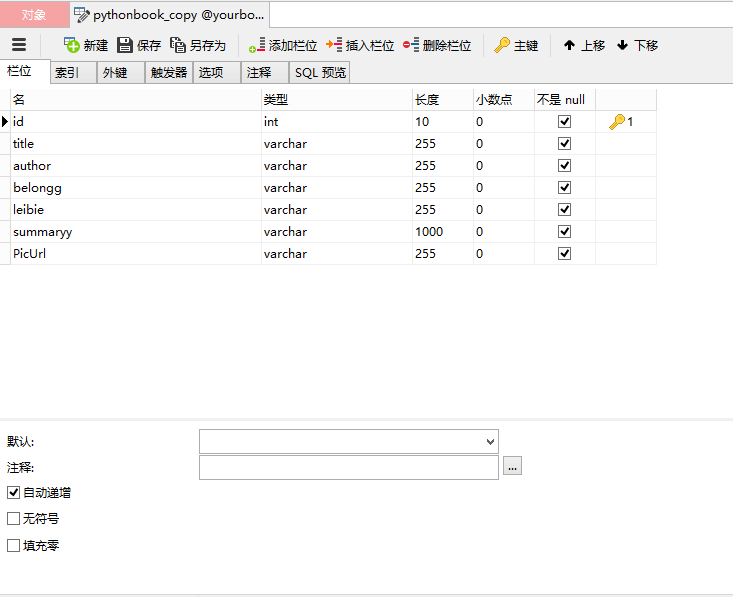 对象 pythonbook_copy @yourbo...
新建 保存 另存为 添加栏位 插入栏位 删除栏位 主键 上移 下移
栏位 索引 外键 触发器 选项 注释 SQL 预览
名 类型 长度 小数点 不是 null
id int 10 0 1
title varchar 255 0
author varchar 255 0
belongg varchar 255 0
leibie varchar 255 0
summaryy varchar 1000 0
PicUrl varchar 255 0
默认:
注释: ...
自动递增
无符号
填充零